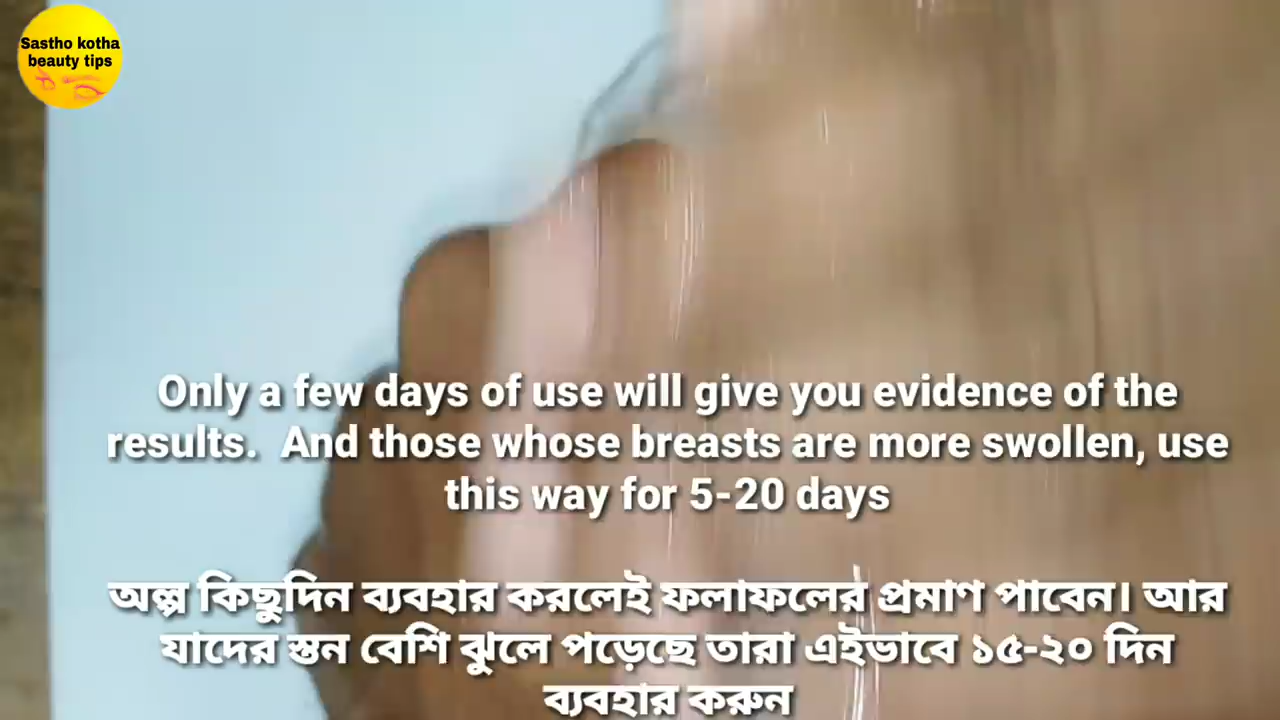 Sastho kotha
beauty tips
Only a few days of use will give you evidence of the
results.  And those whose breasts are more swollen, use
this way for 5-20 days
অল্প কিছুদিন ব্যবহার করলেই ফলাফলের প্রমাণ পাবেন। আর
যাদের স্তন বেশি ঝুলে পড়েছে তারা এইভাবে ১৫-২০ দিন
ব্যবহার করুন